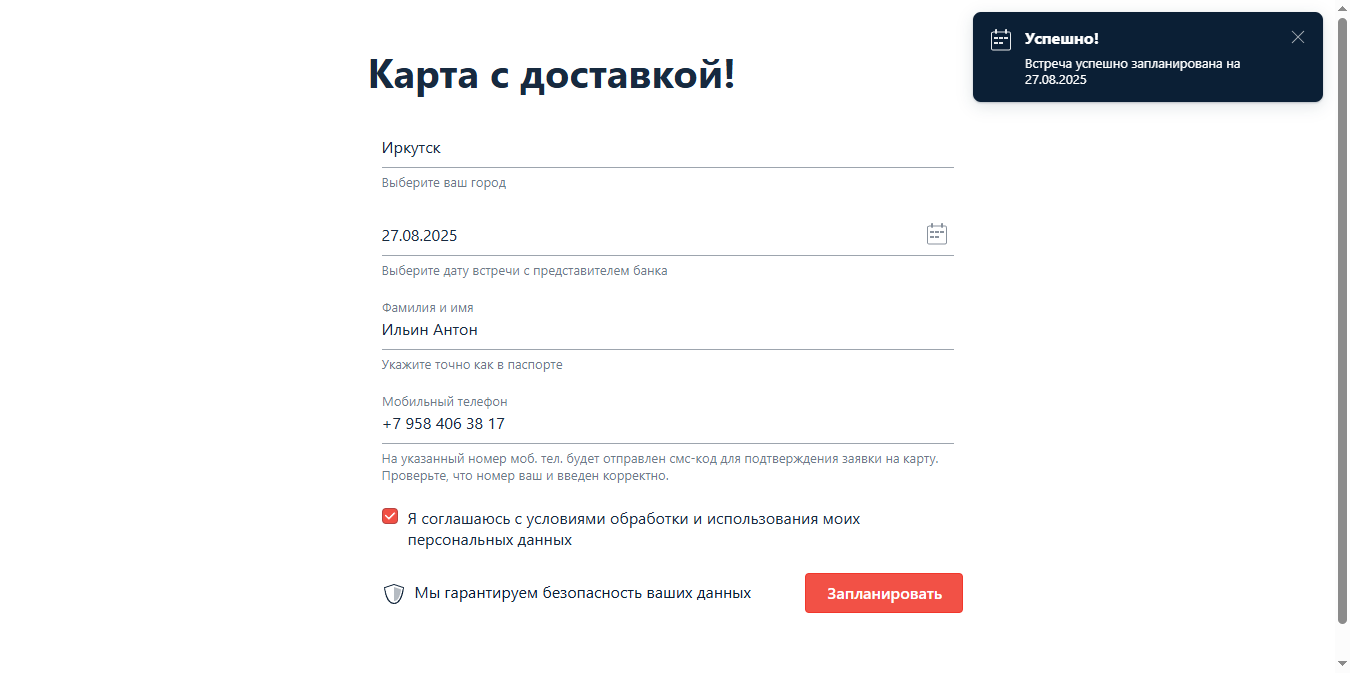 Карта с доставкой!
Успешно!
Встреча успешно запланирована на
27.08.2025
Иркутск
Выберите ваш город
27.08.2025
Выберите дату встречи с представителем банка
Фамилия и имя
Ильин Антон
Укажите точно как в паспорте
Мобильный телефон
+7 958 406 38 17
На указанный номер моб. тел. будет отправлен смс-код для подтверждения заявки на карту.
Проверьте, что номер ваш и введен корректно.
Я соглашаюсь с условиями обработки и использования моих
персональных данных
Мы гарантируем безопасность ваших данных
Запланировать